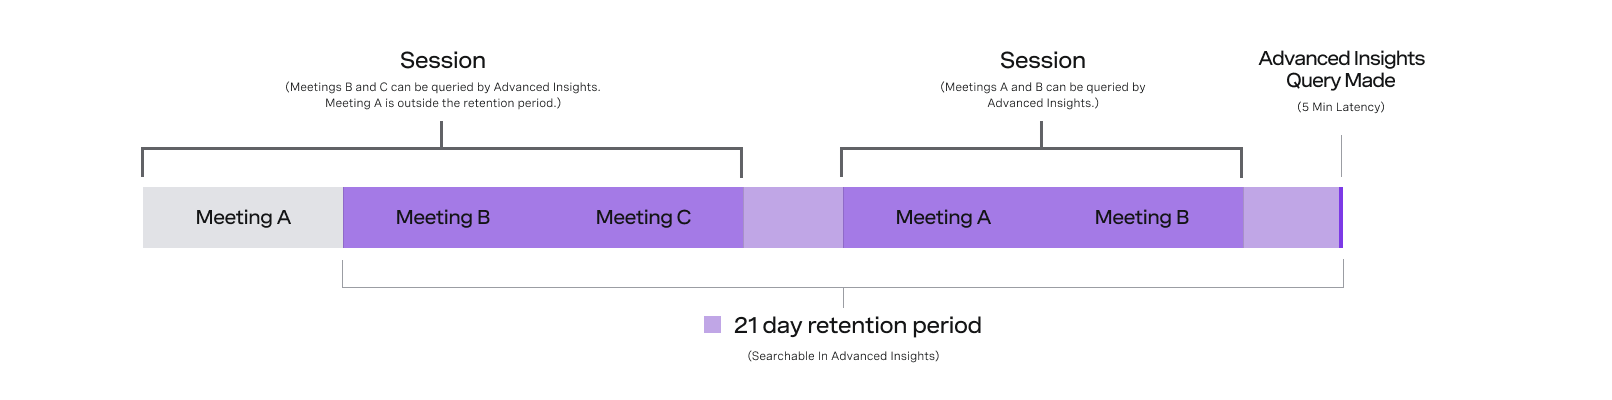 Session
(Meetings B and C can be queried by Advanced Insights.
Meeting A is outside the retention period.)
Session
(Meetings A and B can be queried by
Advanced Insights.)
Advanced Insights
Query Made
(5 Min Latency)
Meeting A
Meeting B
Meeting C
Meeting A
Meeting B
21 day retention period
(Searchable In Advanced Insights)